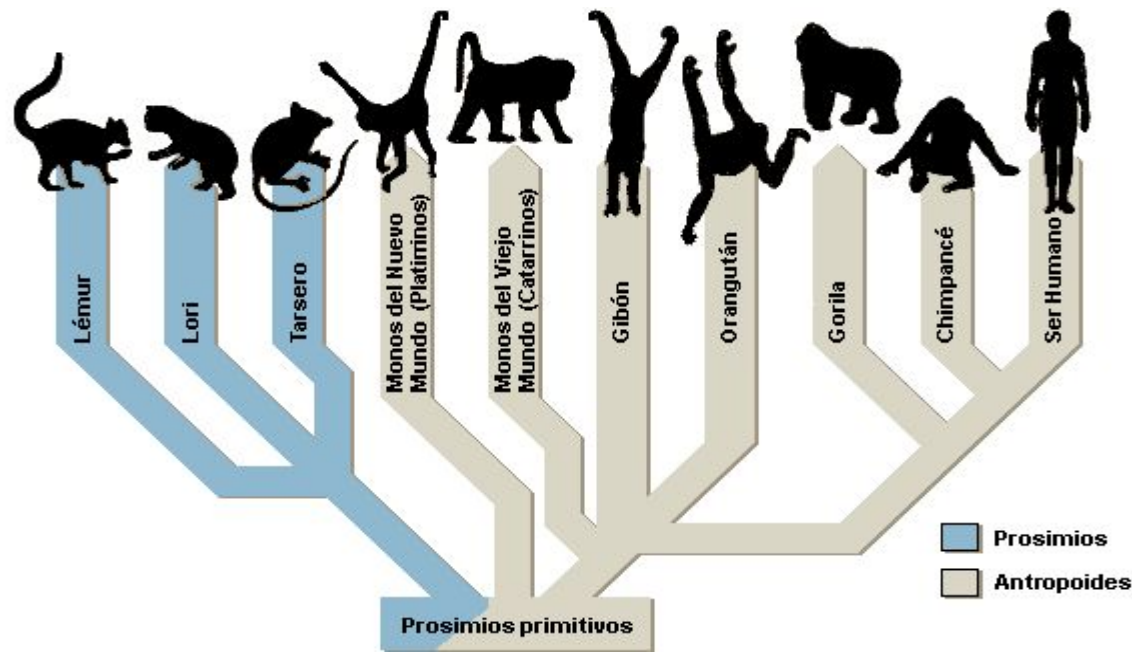 Lémur
Lori
Tarsero
Monos del Nuevo
Mundo (Platirrinos)
Monos del Viejo
Mundo (Catarrinos)
Gibón
Orangután
Gorila
Chimpancé
Ser Humano
Prosimios
Antropoides
Prosimios primitivos